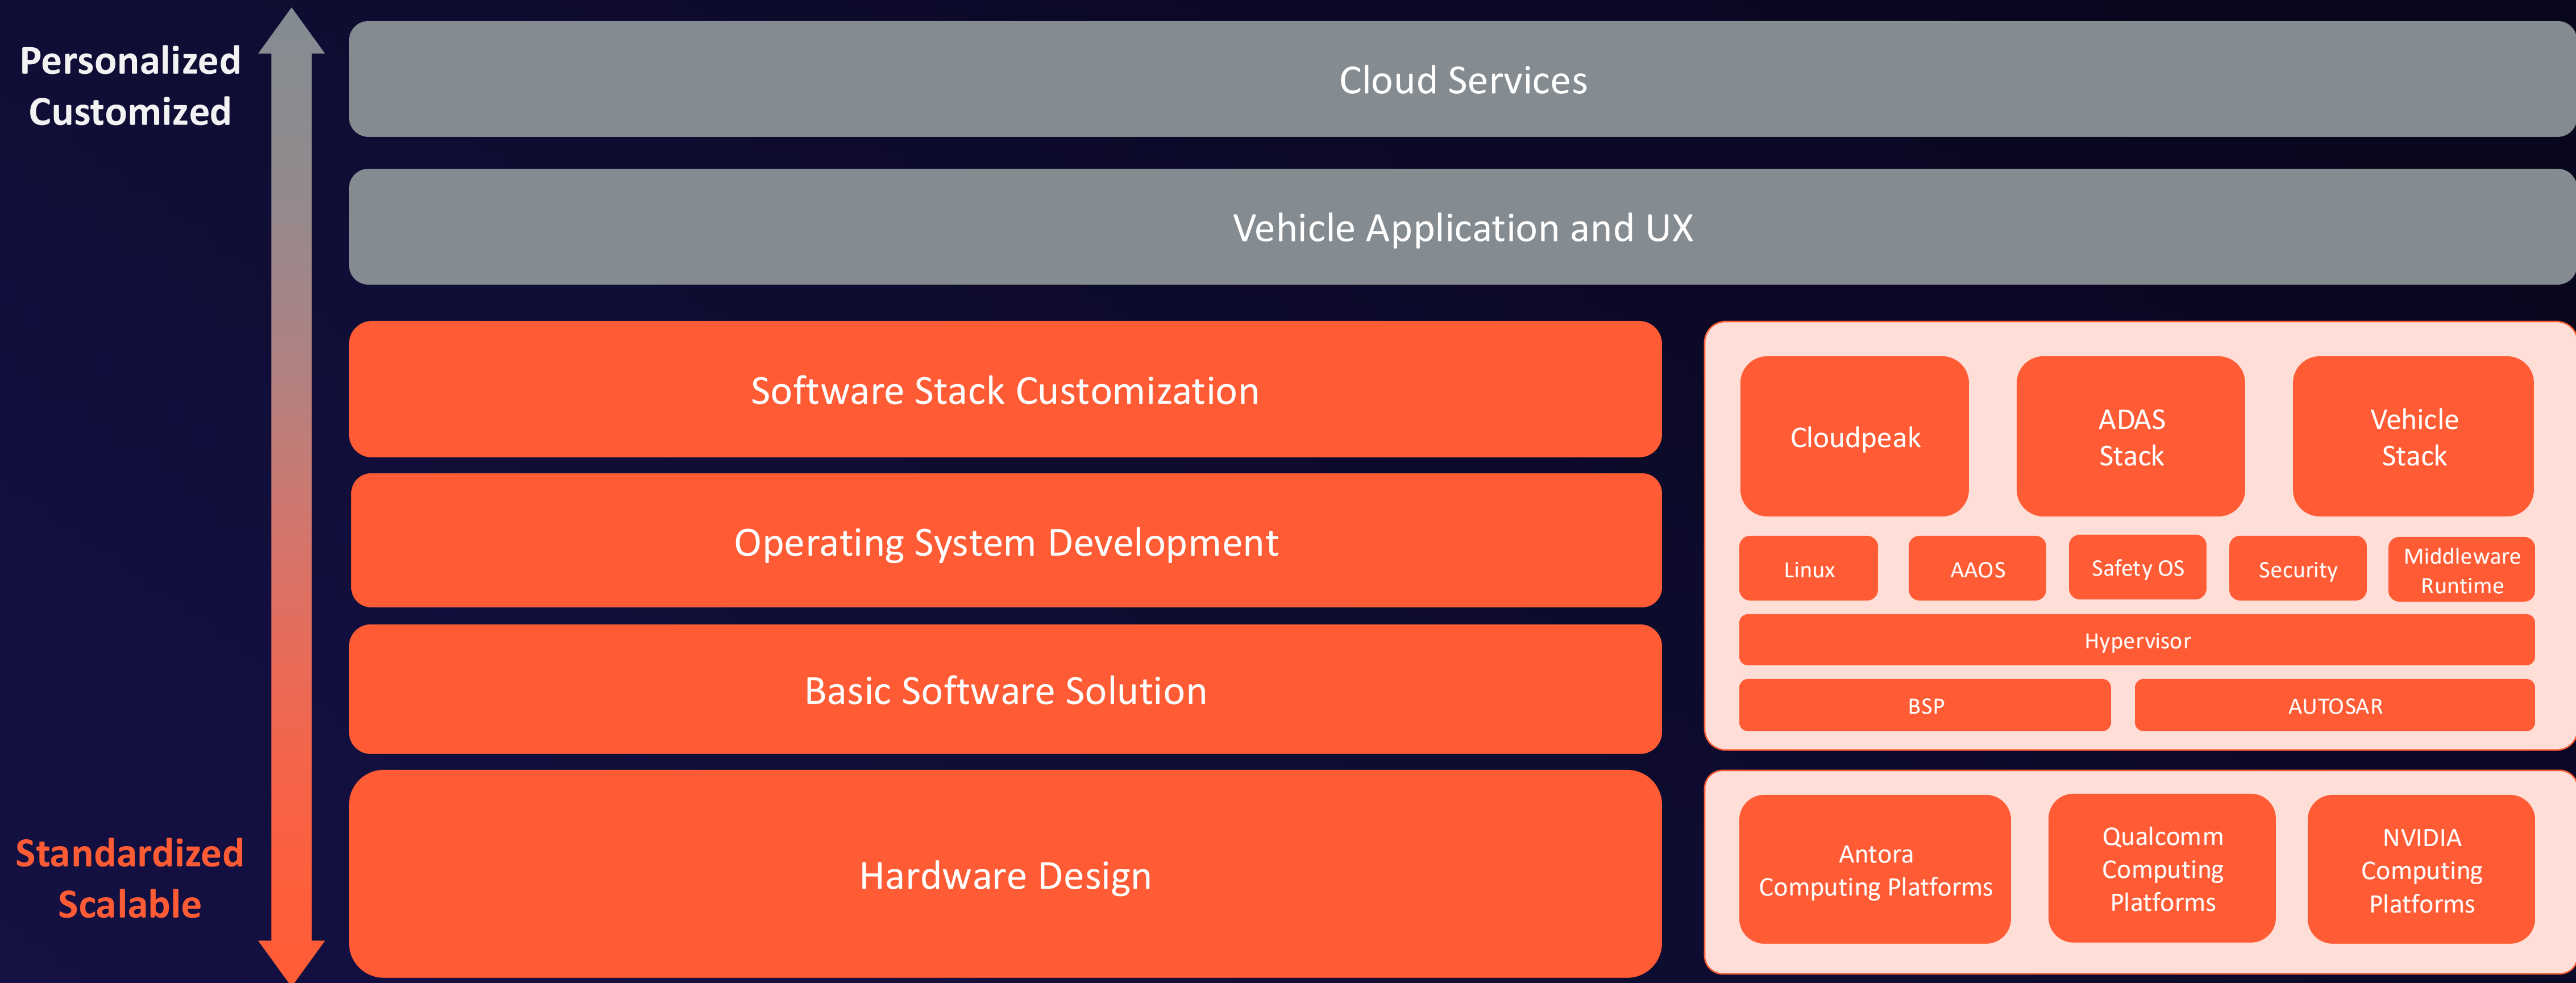 Personalized
Customized
Cloud Services
Vehicle Application and UX
Software Stack Customization
Operating System Development
Basic Software Solution
Hardware Design
Standardized
Scalable
Cloudpeak
ADAS
Stack
Vehicle
Stack
Linux
AAOS
Safety OS
Security
Middleware
Runtime
Hypervisor
BSP
AUTOSAR
Antora
Computing Platforms
Qualcomm
Computing
Platforms
NVIDIA
Computing
Platforms